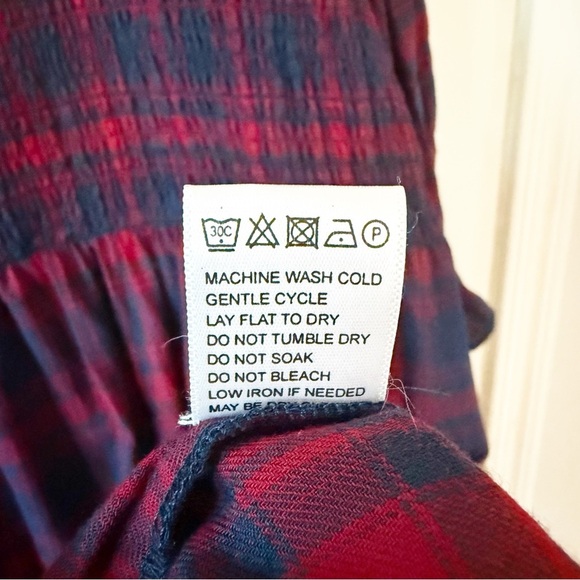 30C P
MACHINE WASH COLD
GENTLE CYCLE
LAY FLAT TO DRY
DO NOT TUMBLE DRY
DO NOT SOAK
DO NOT BLEACH
LOW IRON IF NEEDED
MAY BE